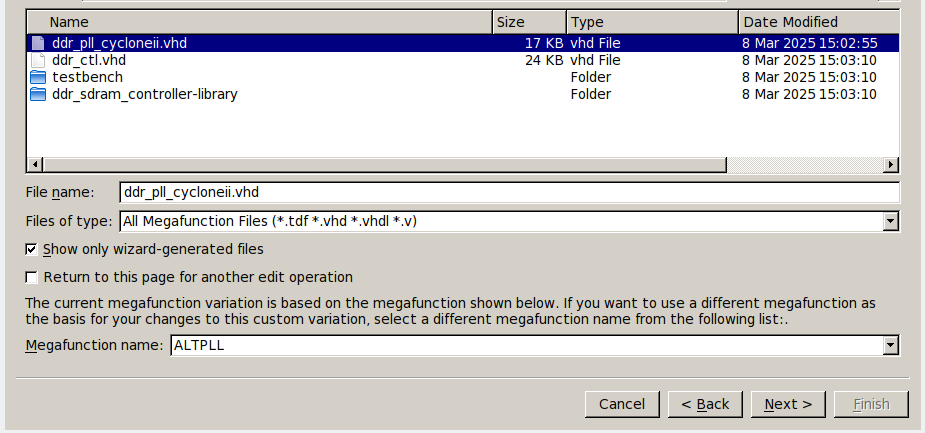 Name Size Type Date Modified
ddr_pll_cycloneii.vhd 17 KB vhd File 8 Mar 2025 15:02:55
ddr_ctl.vhd 24 KB vhd File 8 Mar 2025 15:03:10
testbench Folder 8 Mar 2025 15:03:10
ddr_sdram_controller-library Folder 8 Mar 2025 15:03:10
File name: ddr_pll_cycloneii.vhd
Files of type: All Megafunction Files (*.tdf *.vhd *.vhdl *.v)
Show only wizard-generated files
Return to this page for another edit operation
The current megafunction variation is based on the megafunction shown below. If you want to use a different megafunction as
the basis for your changes to this custom variation, select a different megafunction name from the following list:.
Megafunction name: ALTPLL
Cancel < Back Next > Finish